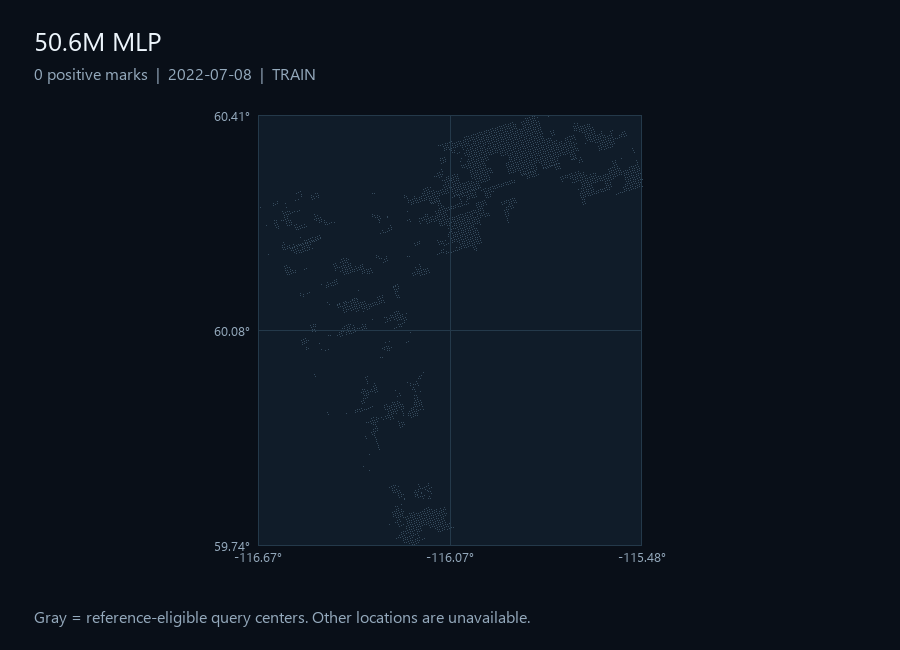 50.6M MLP
0 positive marks | 2022-07-08 | TRAIN
60.41°
60.08°
59.74°
-116.67° -116.07° -115.48°
Gray = reference-eligible query centers. Other locations are unavailable.